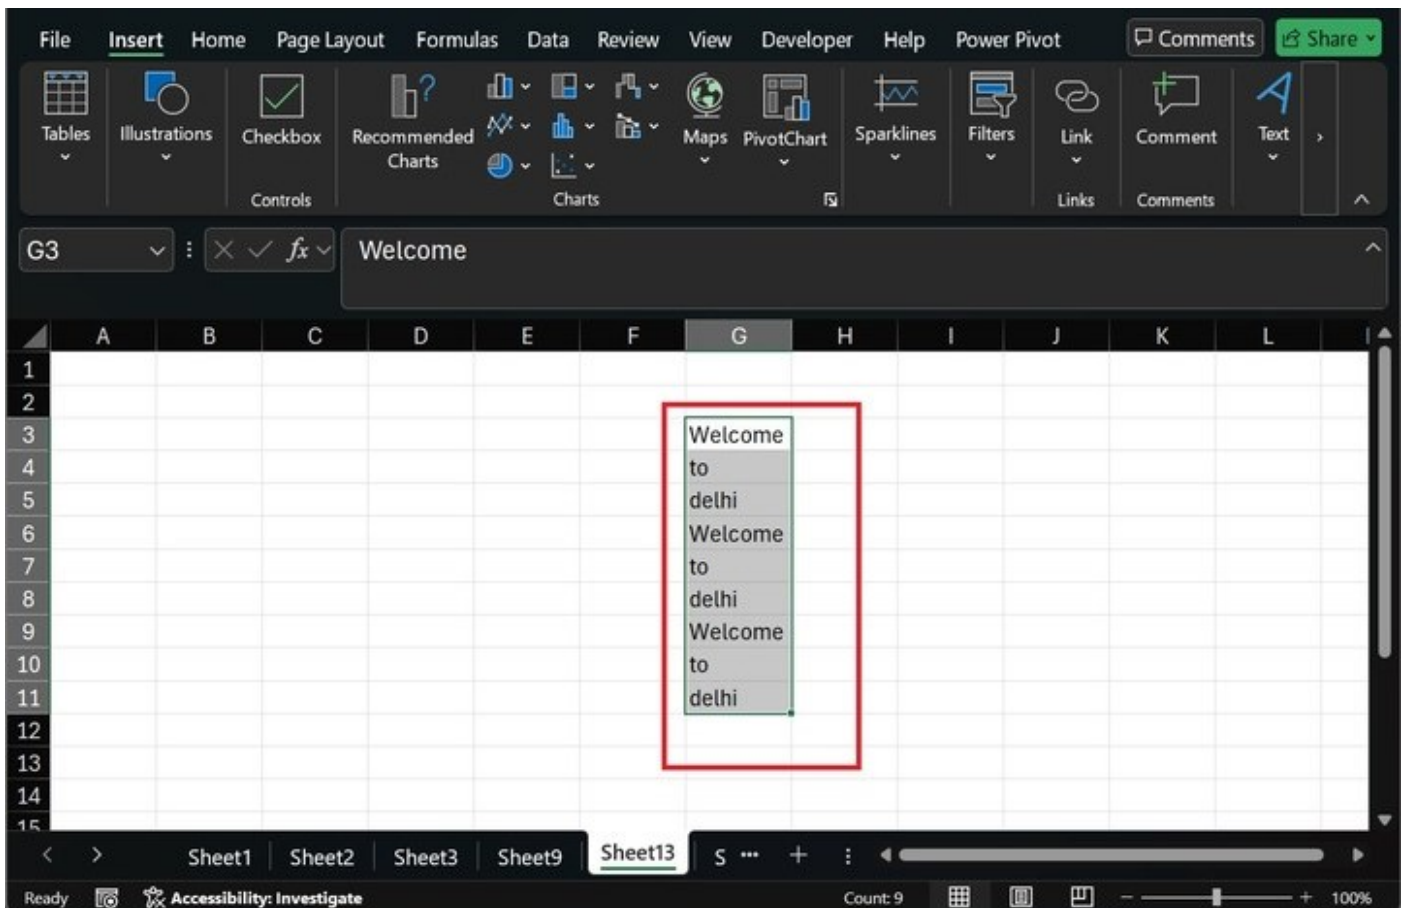 File Insert Home Page Layout Formulas Data Review View Developer Help Power Pivot Comments Share
Tables Illustrations Checkbox Recommended Charts Maps PivotChart Sparklines Filters Link Comment Text
Controls Charts Links Comments
G3 fx Welcome
A B C D E F G H I J K L
1
2
3 Welcome
4 to
5 delhi
6 Welcome
7 to
8 delhi
9 Welcome
10 to
11 delhi
12
13
14
15
Sheet1 Sheet2 Sheet3 Sheet9 Sheet13 S ...
Ready Accessibility: Investigate Count: 9 100%